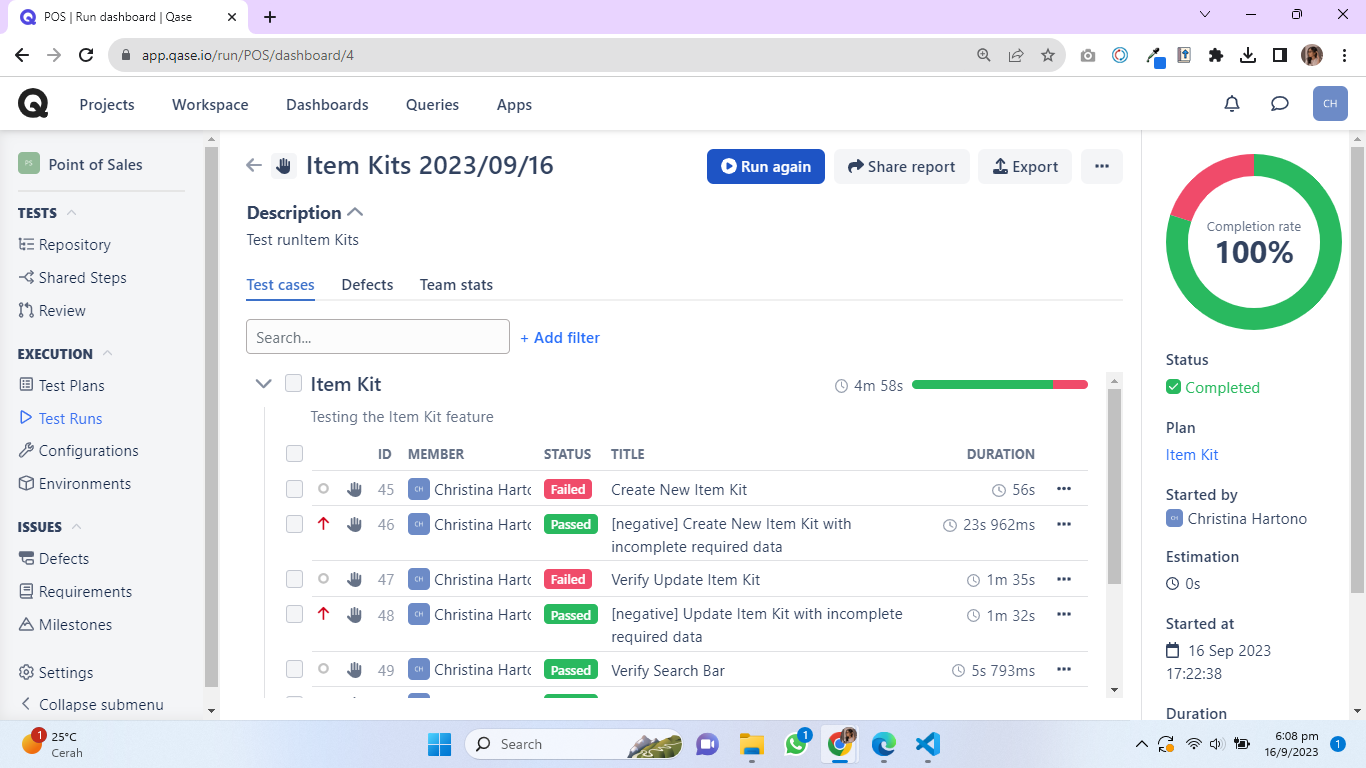 POS | Run dashboard | Qase
app.qase.io/run/POS/dashboard/4
Projects Workspace Dashboards Queries Apps CH
PS Point of Sales
TESTS
Repository
Shared Steps
Review
EXECUTION
Test Plans
Test Runs
Configurations
Environments
ISSUES
Defects
Requirements
Milestones
Settings
Collapse submenu
Item Kits 2023/09/16
Run again Share report Export
Description
Test runItem Kits
Test cases Defects Team stats
Search... + Add filter
Item Kit 4m 58s
Testing the Item Kit feature
ID MEMBER STATUS TITLE DURATION
45 CH Christina Harto Failed Create New Item Kit 56s
46 CH Christina Harto Passed [negative] Create New Item Kit with 23s 962ms
incomplete required data
47 CH Christina Harto Failed Verify Update Item Kit 1m 35s
48 CH Christina Harto Passed [negative] Update Item Kit with incomplete 1m 32s
required data
49 CH Christina Harto Passed Verify Search Bar 5s 793ms
Completion rate
100%
Status
Completed
Plan
Item Kit
Started by
CH Christina Hartono
Estimation
0s
Started at
16 Sep 2023
17:22:38
Duration
1 25°C
Cerah
Search
1
6:08 pm
16/9/2023
1